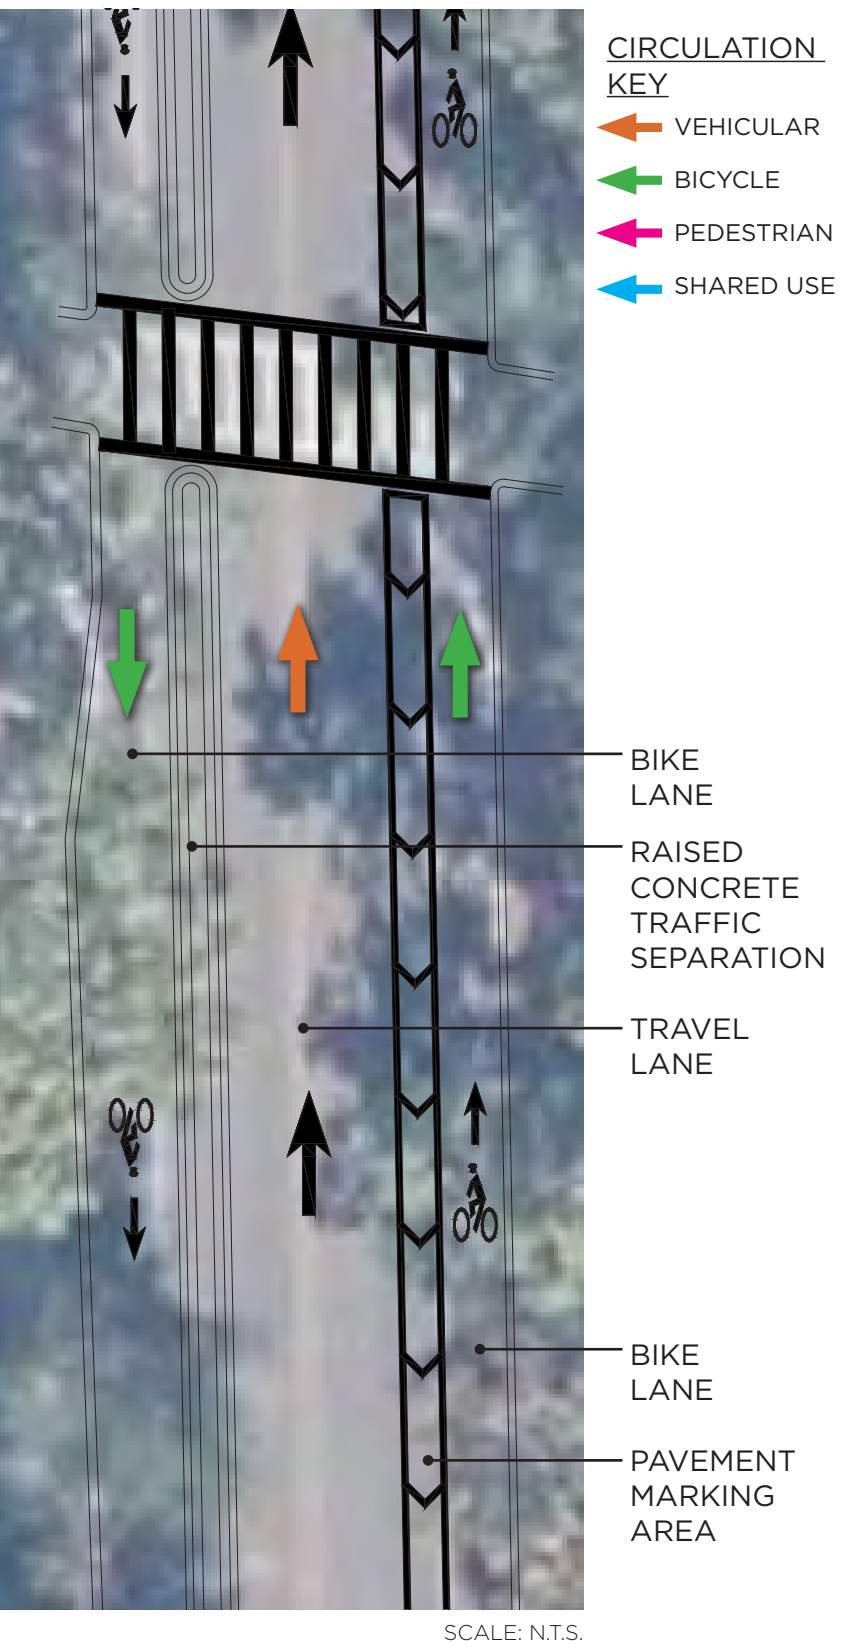 CIRCULATION
KEY
VEHICULAR
BICYCLE
PEDESTRIAN
SHARED USE
BIKE
LANE
RAISED
CONCRETE
TRAFFIC
SEPARATION
TRAVEL
LANE
BIKE
LANE
PAVEMENT
MARKING
AREA
SCALE: N.T.S.